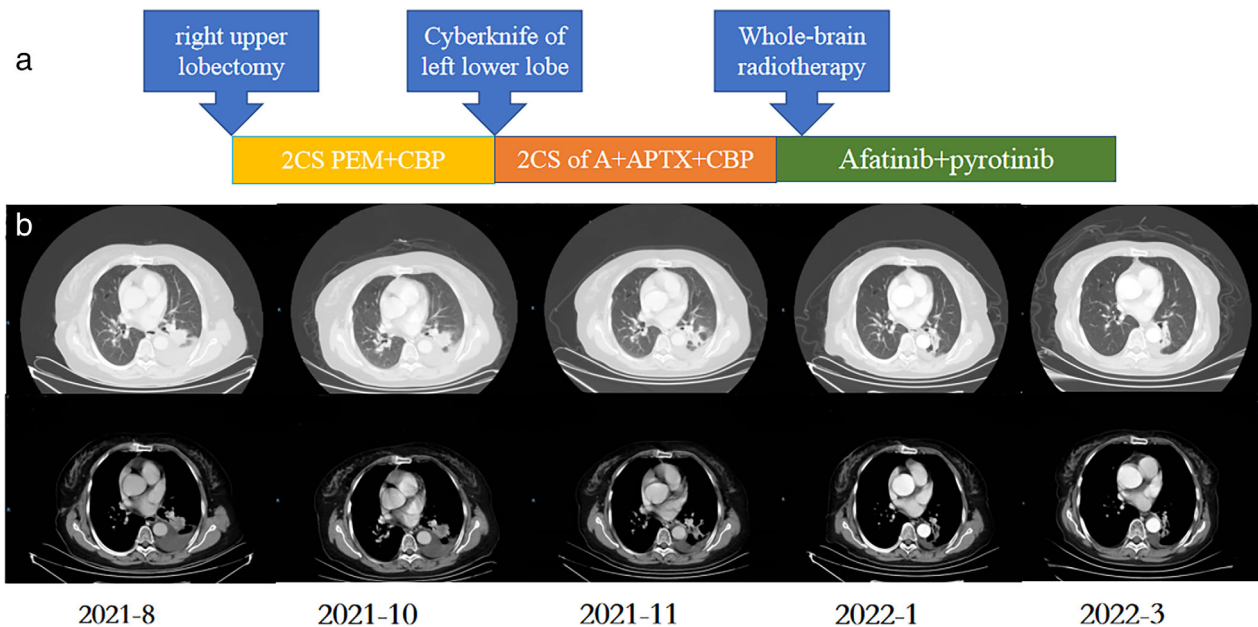 a
right upper
lobectomy
Cyberknife of
left lower lobe
Whole-brain
radiotherapy
2CS PEM+CBP
2CS of A+APTX+CBP
Afatinib+pyrotinib
b
2021-8
2021-10
2021-11
2022-1
2022-3